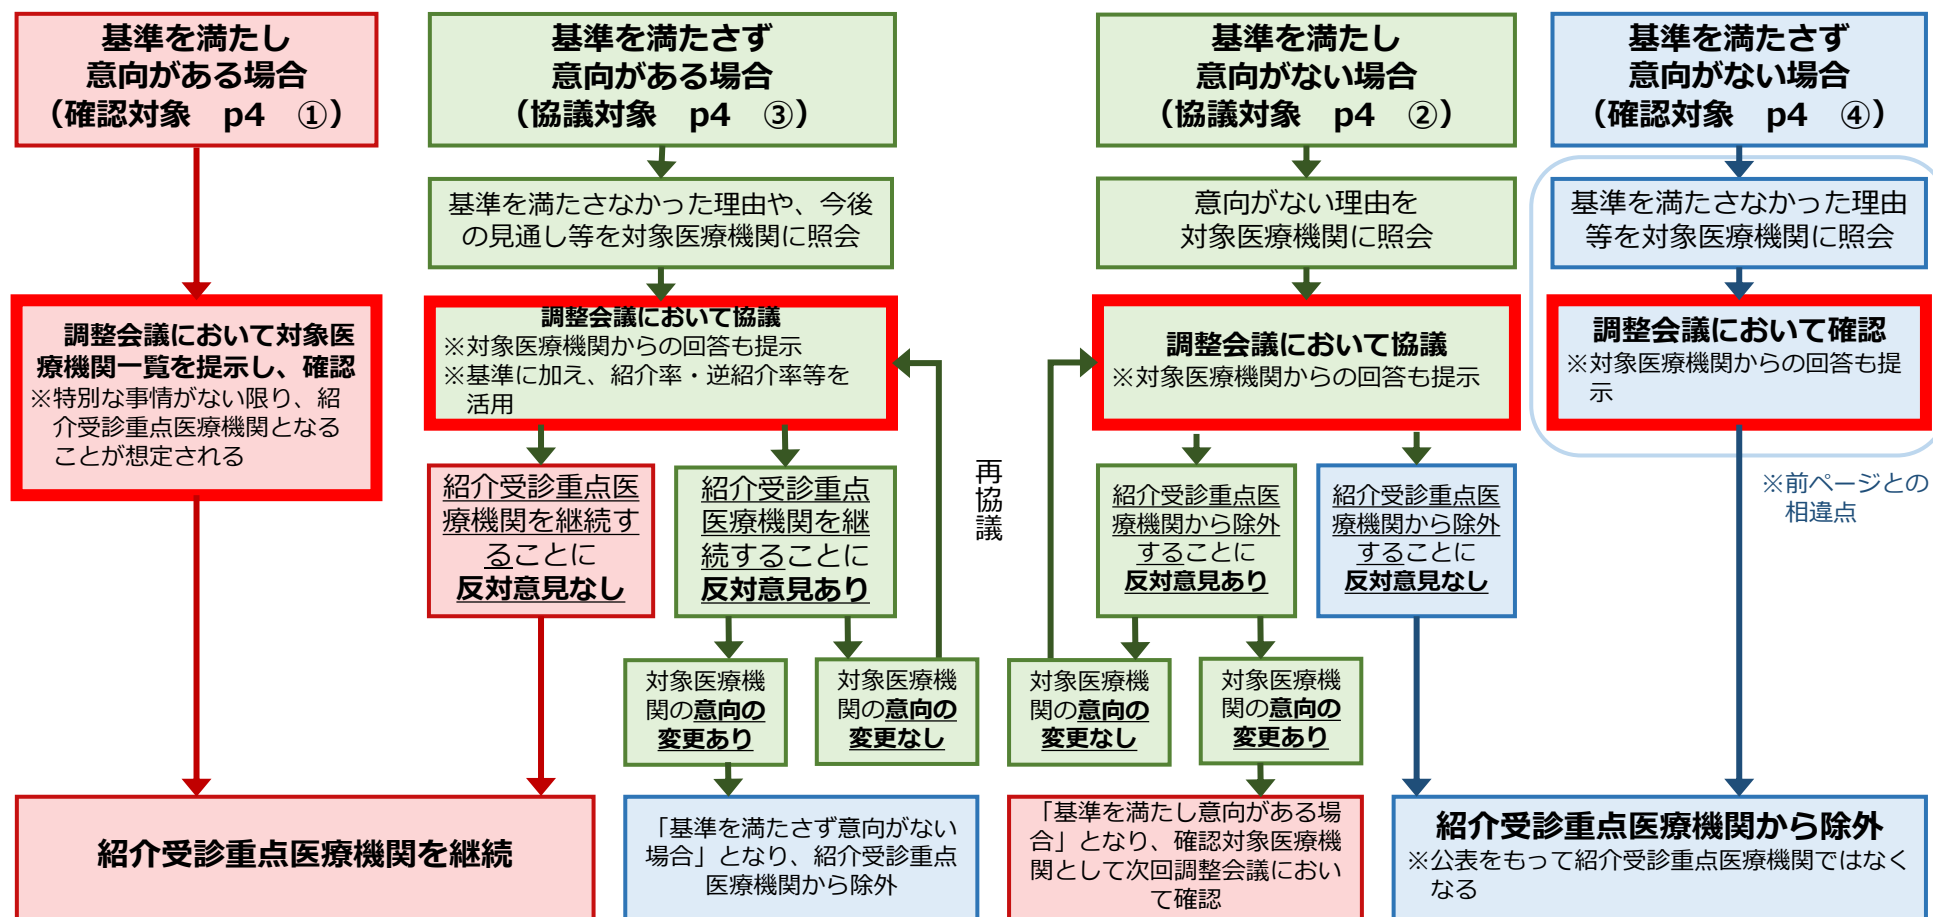 基準を満たし
意向がある場合
（確認対象　p4　①）
基準を満たさず
意向がある場合
（協議対象　p4　③）
基準を満たし
意向がない場合
（協議対象　p4　②）
基準を満たさず
意向がない場合
（確認対象　p4　④）
基準を満たさなかった理由や、今後
の見通し等を対象医療機関に照会
意向がない理由を
対象医療機関に照会
基準を満たさなかった理由
等を対象医療機関に照会
調整会議において対象医
療機関一覧を提示し、確認
※特別な事情がない限り、紹
介受診重点医療機関となる
ことが想定される
調整会議において協議
※対象医療機関からの回答も提示
※基準に加え、紹介率・逆紹介率等を
活用
調整会議において協議
※対象医療機関からの回答も提示
調整会議において確認
※対象医療機関からの回答も提
示
※前ページとの
相違点
紹介受診重点医
療機関を継続す
ることに
反対意見なし
紹介受診重点
医療機関を継
続することに
反対意見あり
再協議
紹介受診重点医
療機関から除外
することに
反対意見あり
紹介受診重点医
療機関から除外
することに
反対意見なし
対象医療機
関の意向の
変更あり
対象医療機
関の意向の
変更なし
対象医療機
関の意向の
変更なし
対象医療機
関の意向の
変更あり
紹介受診重点医療機関を継続
「基準を満たさず意向がない
場合」となり、紹介受診重点
医療機関から除外
「基準を満たし意向がある場
合」となり、確認対象医療機
関として次回調整会議におい
て確認
紹介受診重点医療機関から除外
※公表をもって紹介受診重点医療機関ではなく
なる